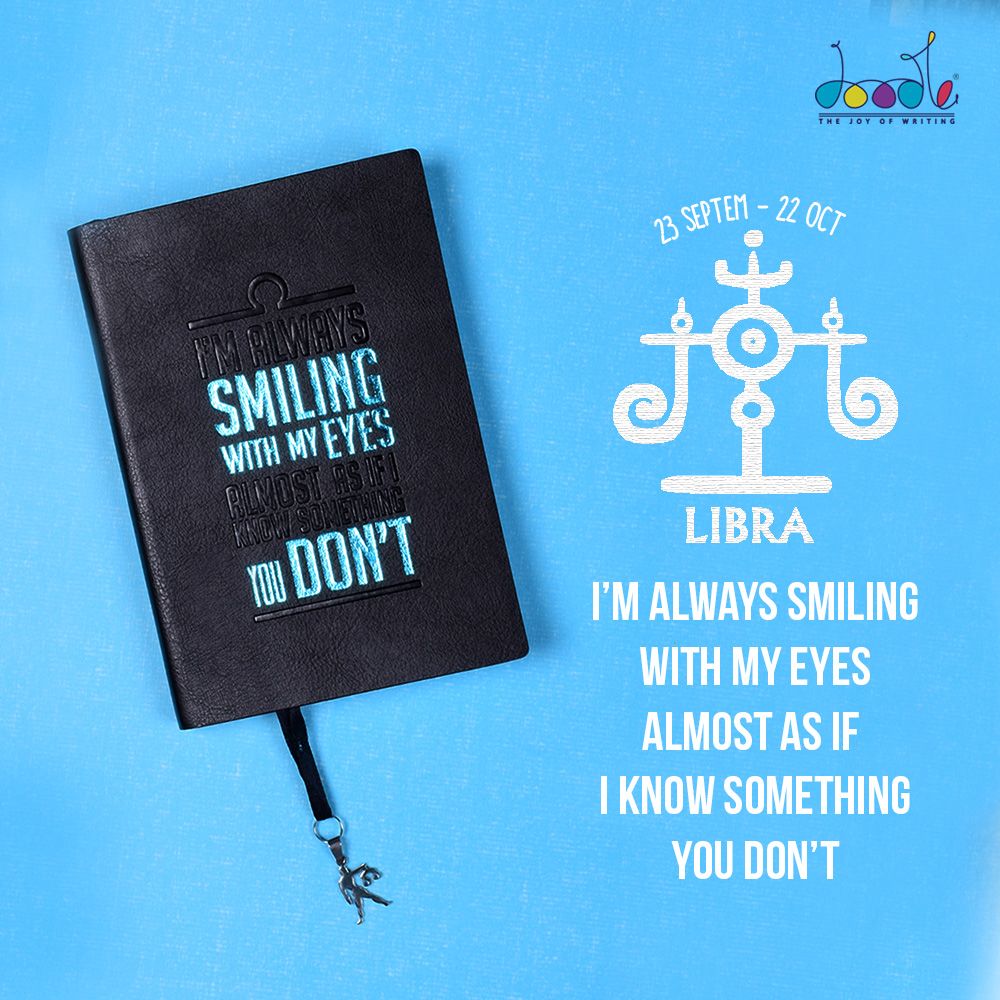 doodle®
THE JOY OF WRITING
23 SEPTEM - 22 OCT
LIBRA
I'M ALWAYS SMILING
WITH MY EYES
ALMOST AS IF
I KNOW SOMETHING
YOU DON'T
I'M ALWAYS
SMILING
WITH MY EYES
ALMOST AS IF I
KNOW SOMETHING
YOU DON'T